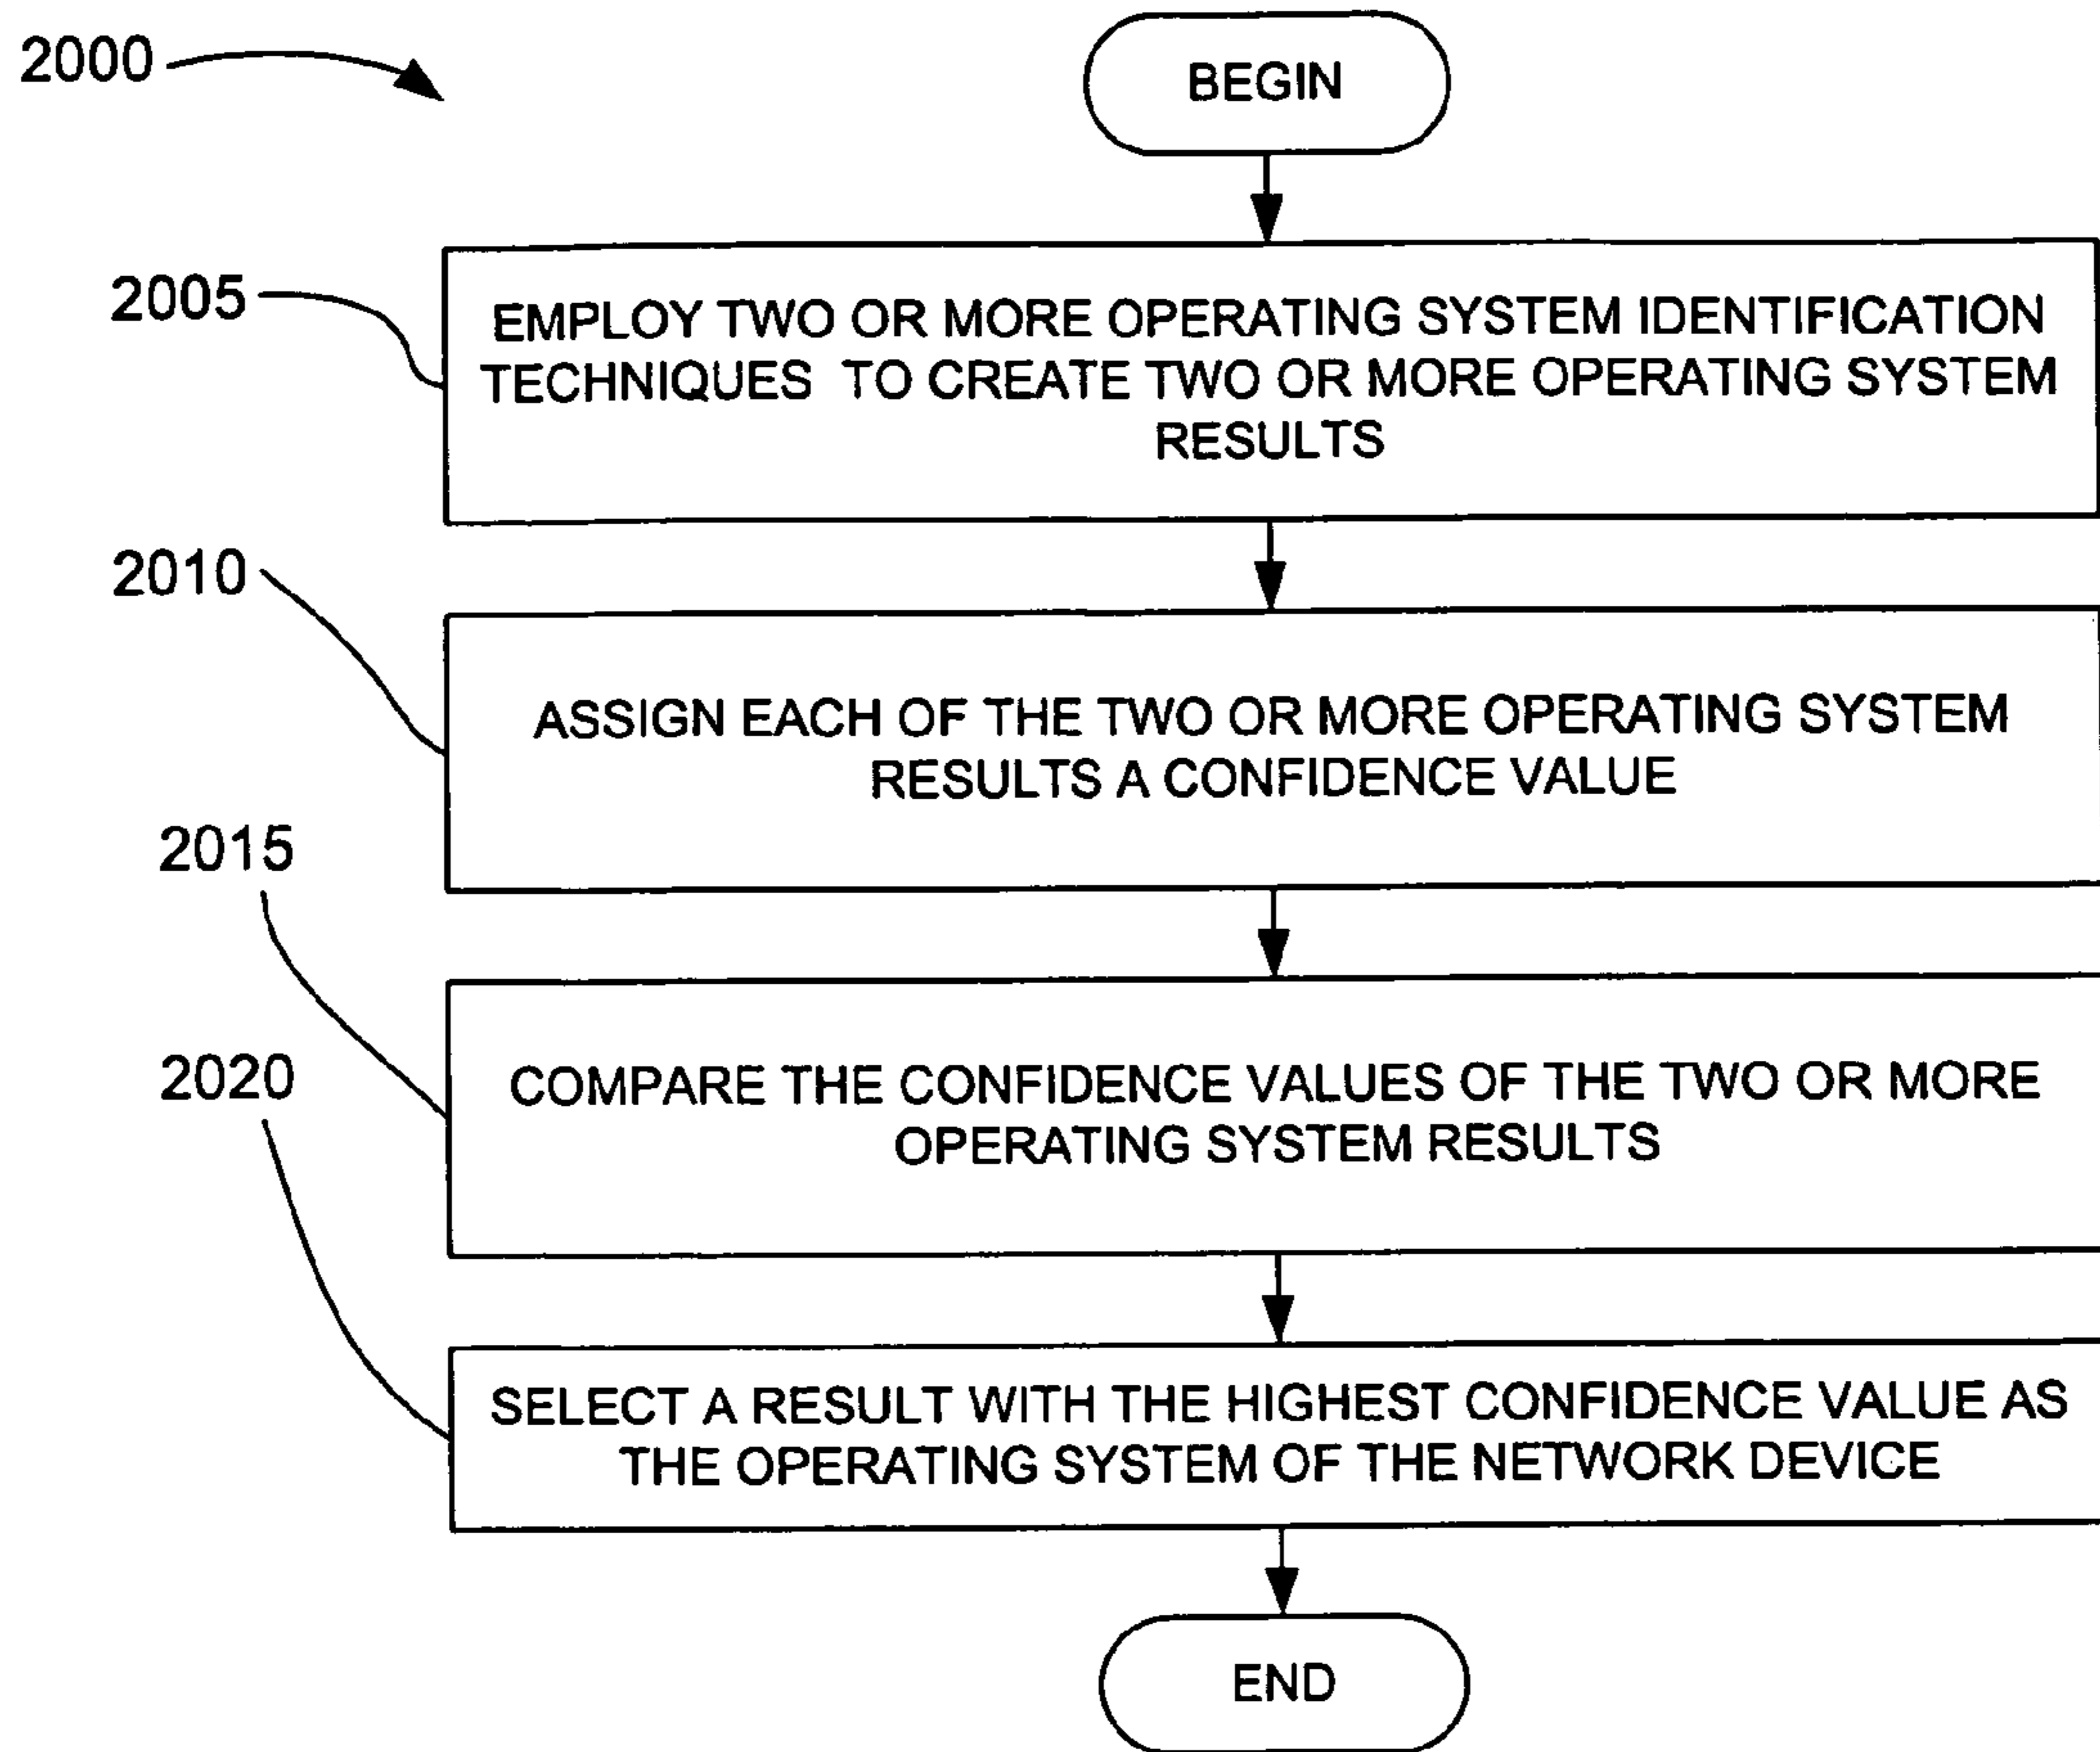 2000
BEGIN
2005
EMPLOY TWO OR MORE OPERATING SYSTEM IDENTIFICATION
TECHNIQUES TO CREATE TWO OR MORE OPERATING SYSTEM
RESULTS
2010
ASSIGN EACH OF THE TWO OR MORE OPERATING SYSTEM
RESULTS A CONFIDENCE VALUE
2015
COMPARE THE CONFIDENCE VALUES OF THE TWO OR MORE
OPERATING SYSTEM RESULTS
2020
SELECT A RESULT WITH THE HIGHEST CONFIDENCE VALUE AS
THE OPERATING SYSTEM OF THE NETWORK DEVICE
END